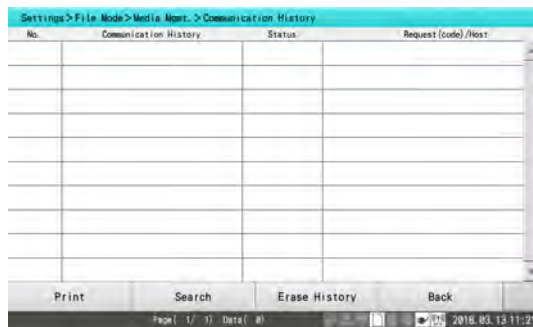 Settings>File Mode>Media Mgmt.>Communication History
No. Communication History Status Request(code)/Host
Print Search Erase History Back
Page( 1/ 1) Data( 0) 2018.03.13 11:2